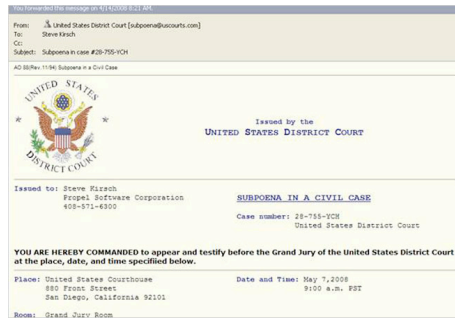 You forwarded this message on 4/14/2008 8:21 AM.
From: United States District Court [subpoena@uscourts.com]
To: Steve Kirsch
Cc:
Subject: Subpoena in case #28-755-YCH
AO 88(Rev.11/94) Subpoena in a Civil Case
UNITED STATES
* *
DISTRICT COURT
Issued by the
UNITED STATES DISTRICT COURT
Issued to: Steve Kirsch
Propel Software Corporation
408-571-6300
SUBPOENA IN A CIVIL CASE
Case number: 28-755-YCH
United States District Court
YOU ARE HEREBY COMMANDED to appear and testify before the Grand Jury of the United States District Court
at the place, date, and time specifiied below.
Place: United States Courthouse
880 Front Street
San Diego, California 92101
Date and Time: May 7,2008
9:00 a.m. PST
Room: Grand Jury Room